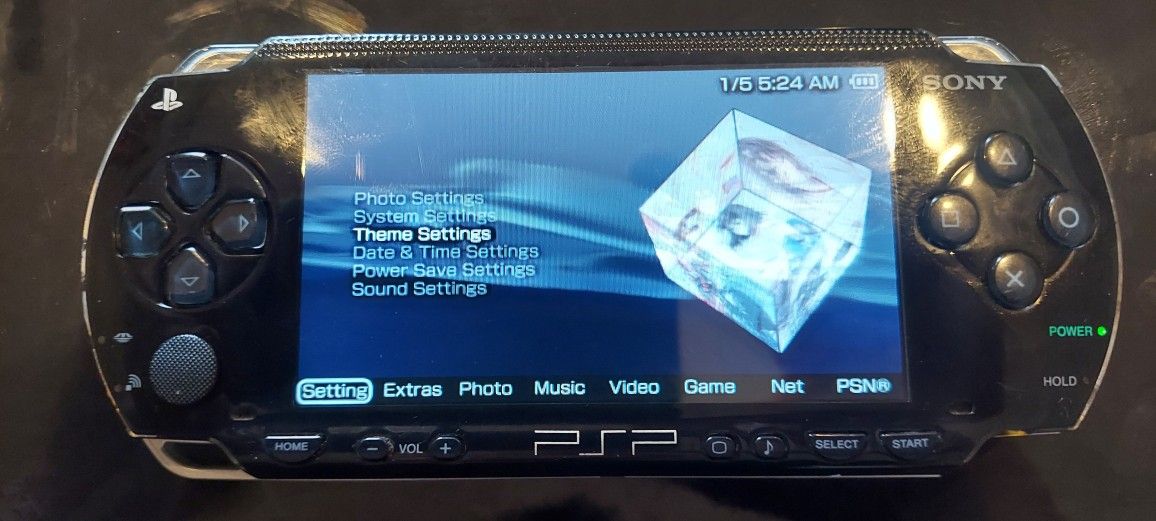 1/5 5:24 AM
SONY
Photo Settings
System Settings
Theme Settings
Date & Time Settings
Power Save Settings
Sound Settings
POWER
HOLD
Setting Extras Photo Music Video Game Net PSN®
HOME
− VOL +
PSP
SELECT
START